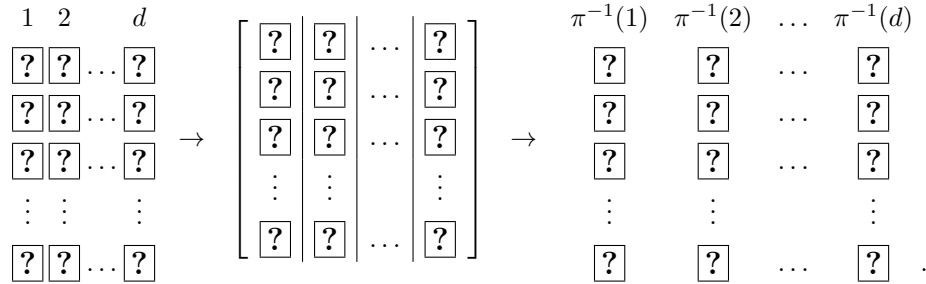 1 2 d π⁻¹(1) π⁻¹(2) … π⁻¹(d)
? ? … ? ? ? … ? ? ? … ?
? ? … ? ? ? … ? ? ? … ?
? ? … ? → ? ? … ? → ? ? … ?
⋮ ⋮ ⋮ ⋮ ⋮ ⋮ ⋮ ⋮ ⋮
? ? … ? ? ? … ? ? ? … ? .